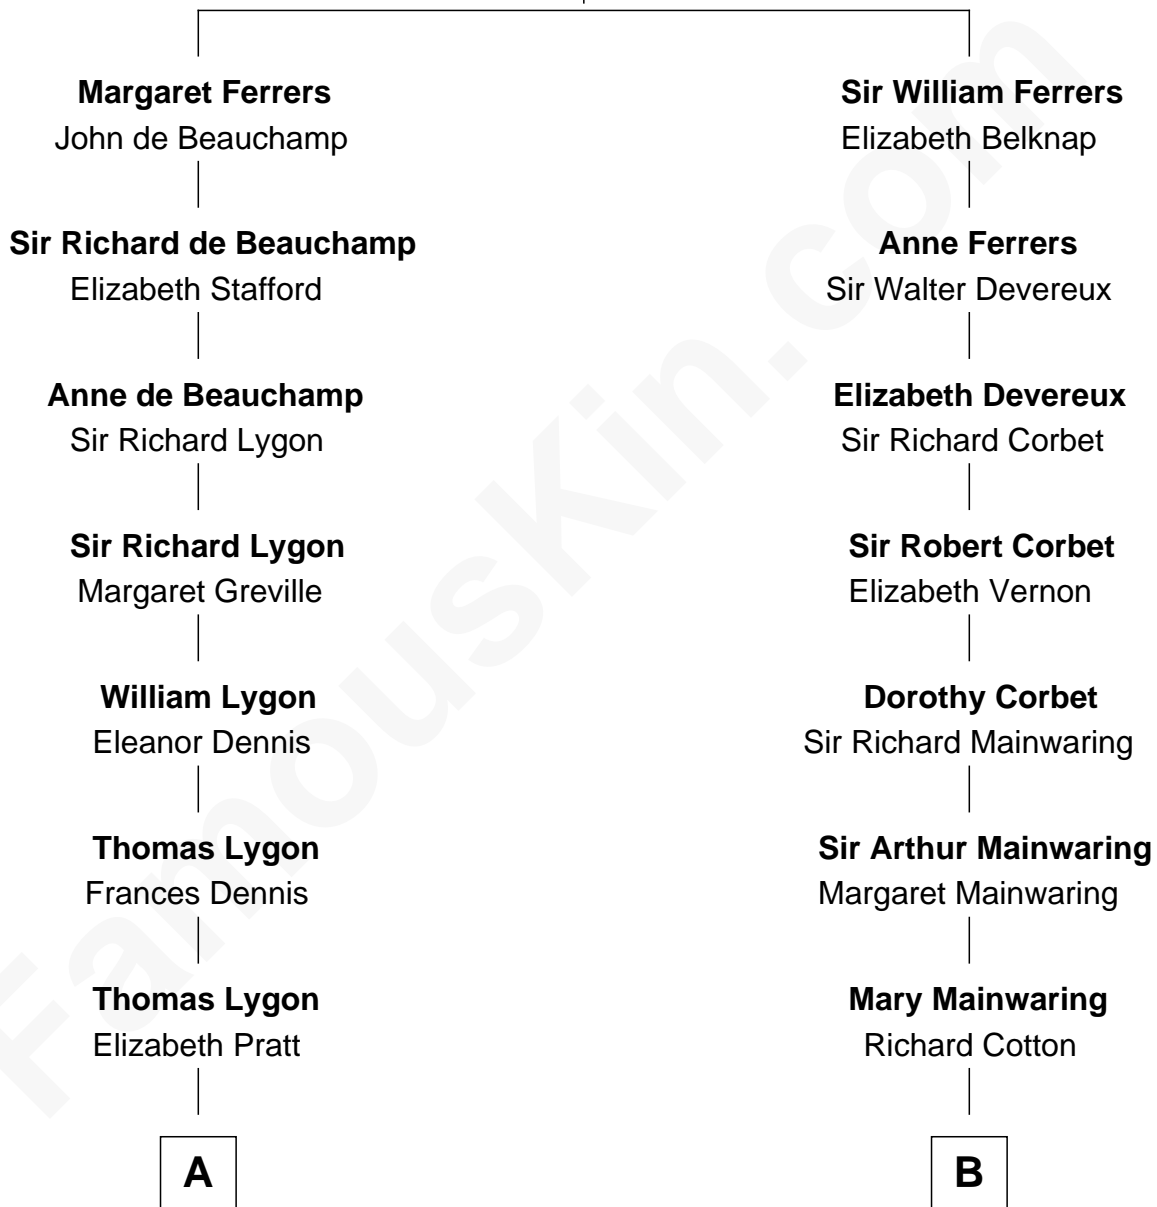 Margaret Ferrers
John de Beauchamp
Sir Richard de Beauchamp
Elizabeth Stafford
Anne de Beauchamp
Sir Richard Lygon
Sir Richard Lygon
Margaret Greville
William Lygon
Eleanor Dennis
Thomas Lygon
Frances Dennis
Thomas Lygon
Elizabeth Pratt
A
Sir William Ferrers
Elizabeth Belknap
Anne Ferrers
Sir Walter Devereux
Elizabeth Devereux
Sir Richard Corbet
Sir Robert Corbet
Elizabeth Vernon
Dorothy Corbet
Sir Richard Mainwaring
Sir Arthur Mainwaring
Margaret Mainwaring
Mary Mainwaring
Richard Cotton
B
FamousKin.com